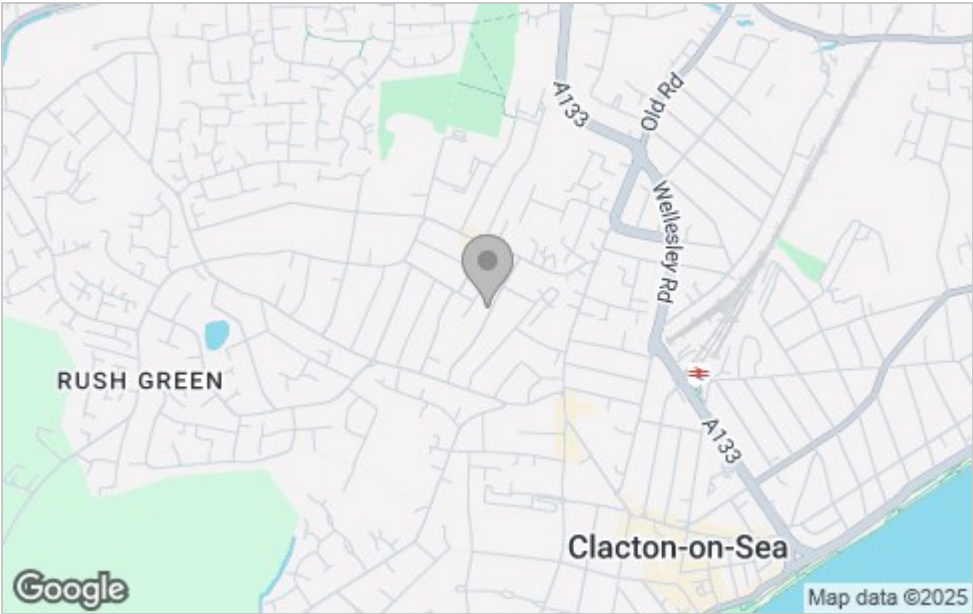 A133
Old Rd
Wellesley Rd
RUSH GREEN
A133
Clacton-on-Sea
Google
Map data ©2025